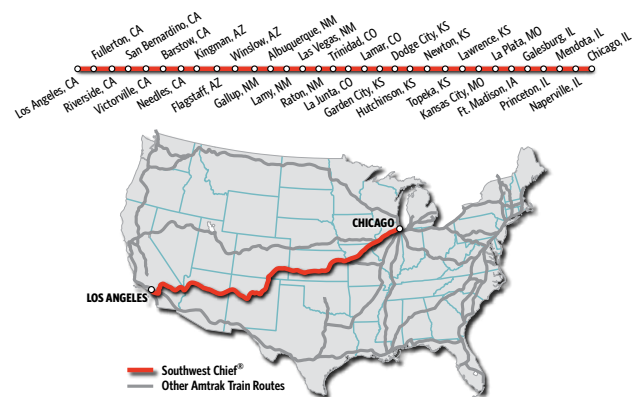 Fullerton, CA
San Bernardino, CA
Barstow, CA
Kingman, AZ
Winslow, AZ
Albuquerque, NM
Las Vegas, NM
Trinidad, CO
Lamar, CO
Dodge City, KS
Newton, KS
Lawrence, KS
La Plata, MO
Galesburg, IL
Mendota, IL
Chicago, IL
Los Angeles, CA
Riverside, CA
Victorville, CA
Needles, CA
Flagstaff, AZ
Gallup, NM
Lamy, NM
Raton, NM
La Junta, CO
Garden City, KS
Hutchinson, KS
Topeka, KS
Kansas City, MO
Ft. Madison, IA
Princeton, IL
Naperville, IL
CHICAGO
LOS ANGELES
Southwest Chief®
Other Amtrak Train Routes